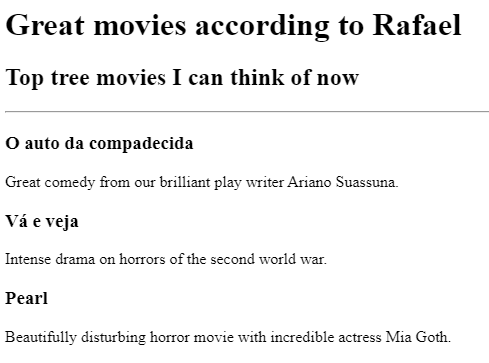 Great movies according to Rafael
Top tree movies I can think of now
O auto da compadecida
Great comedy from our brilliant play writer Ariano Suassuna.
Vá e veja
Intense drama on horrors of the second world war.
Pearl
Beautifully disturbing horror movie with incredible actress Mia Goth.